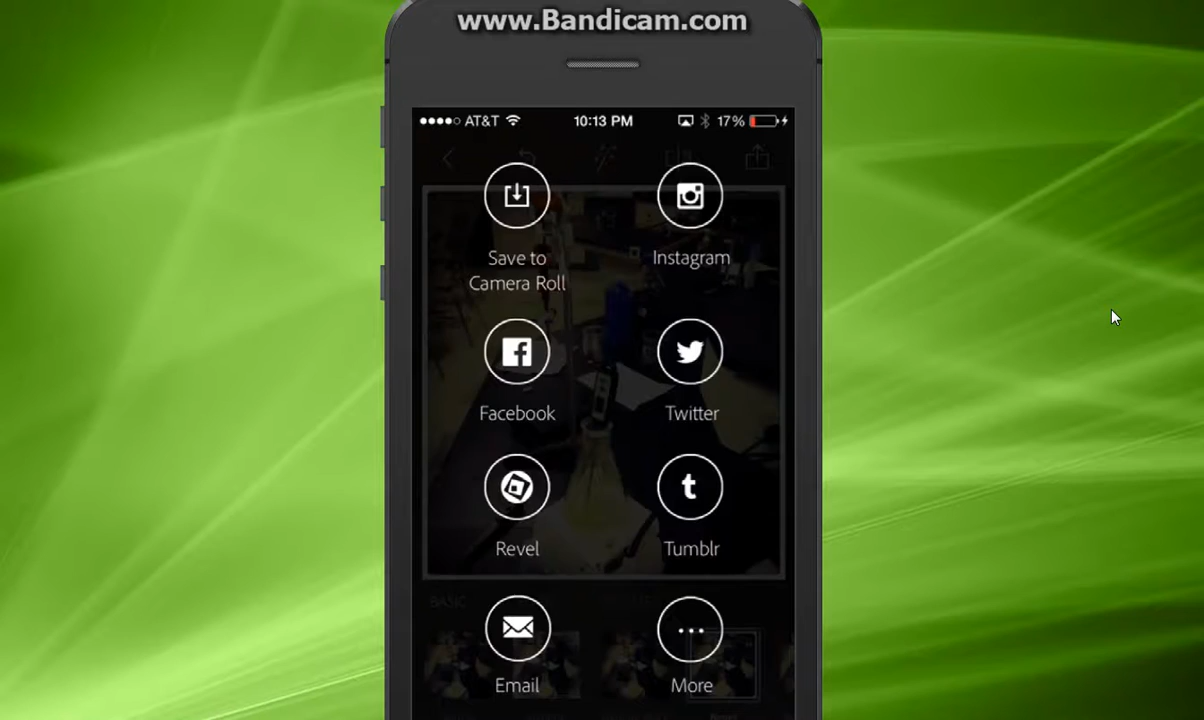 www.Bandicam.com
AT&T 10:13 PM 17%
Save to
Camera Roll
Instagram
Facebook
Twitter
Revel
Tumblr
BASIC
Email
More